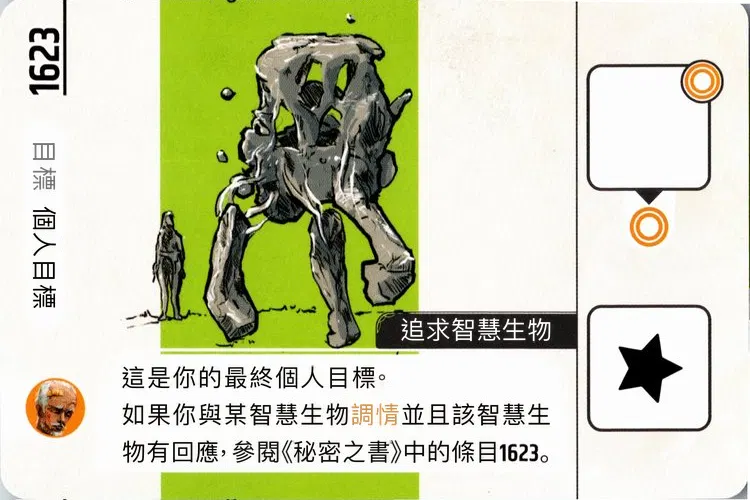 1623
目標 個人目標
追求智慧生物
這是你的最終個人目標。
如果你與某智慧生物調情並且該智慧生
物有回應，參閱《秘密之書》中的條目1623。